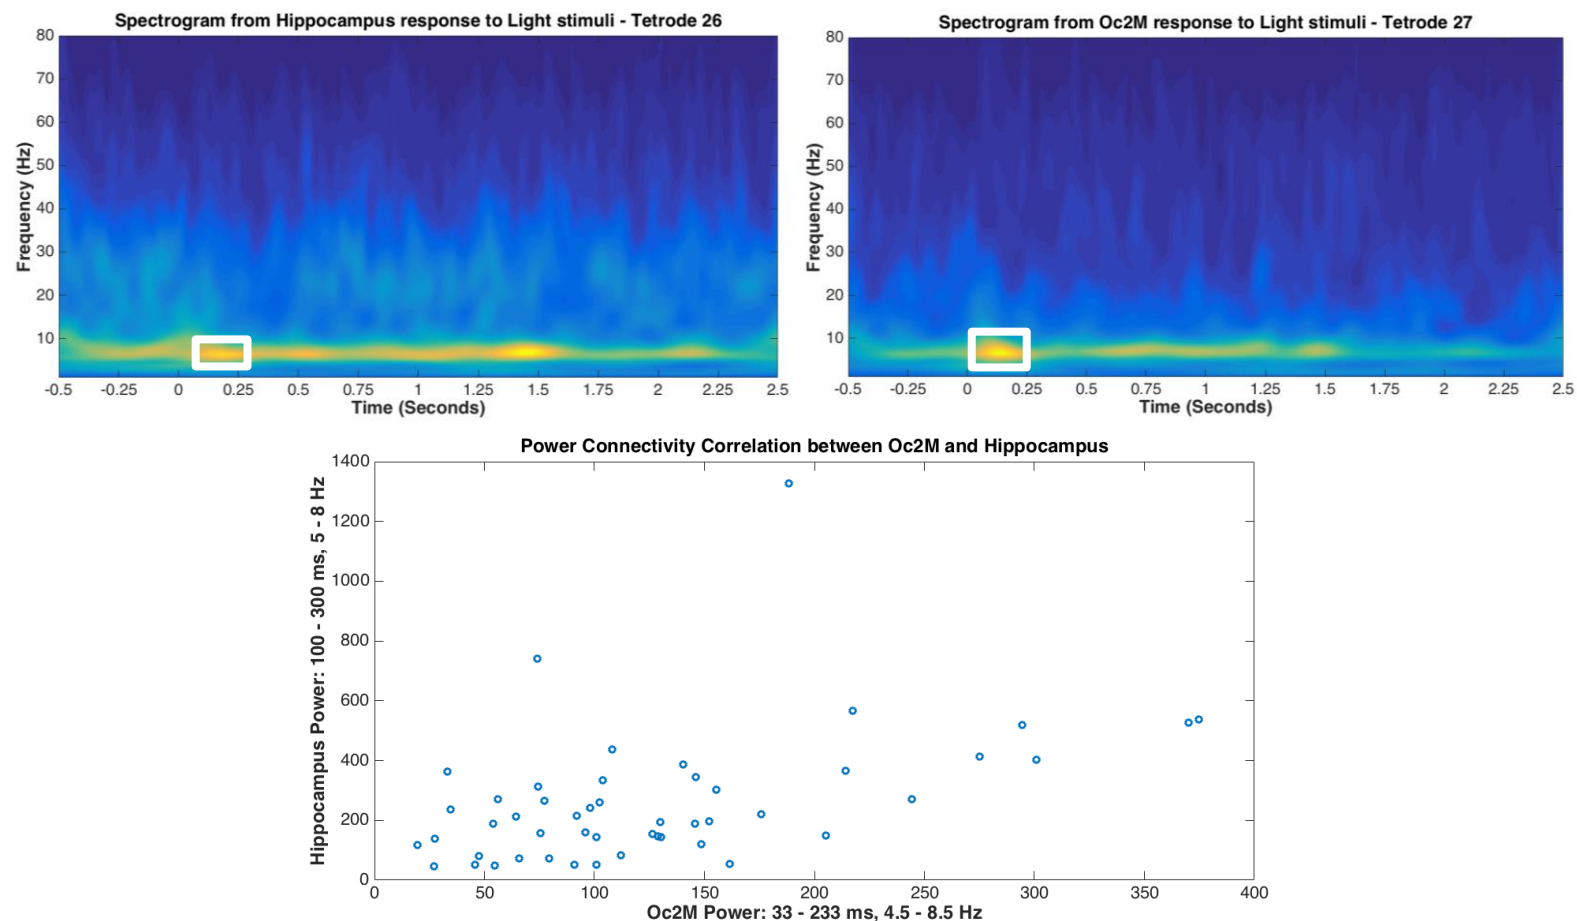 Spectrogram from Hippocampus response to Light stimuli - Tetrode 26
80
70
60
50
40
30
20
10
Frequency (Hz)
-0.5 -0.25 0 0.25 0.5 0.75 1 1.25 1.5 1.75 2 2.25 2.5
Time (Seconds)
Spectrogram from Oc2M response to Light stimuli - Tetrode 27
80
70
60
50
40
30
20
10
Frequency (Hz)
-0.5 -0.25 0 0.25 0.5 0.75 1 1.25 1.5 1.75 2 2.25 2.5
Time (Seconds)
Power Connectivity Correlation between Oc2M and Hippocampus
1400
1200
1000
800
600
400
200
0
Hippocampus Power: 100 - 300 ms, 5 - 8 Hz
0 50 100 150 200 250 300 350 400
Oc2M Power: 33 - 233 ms, 4.5 - 8.5 Hz